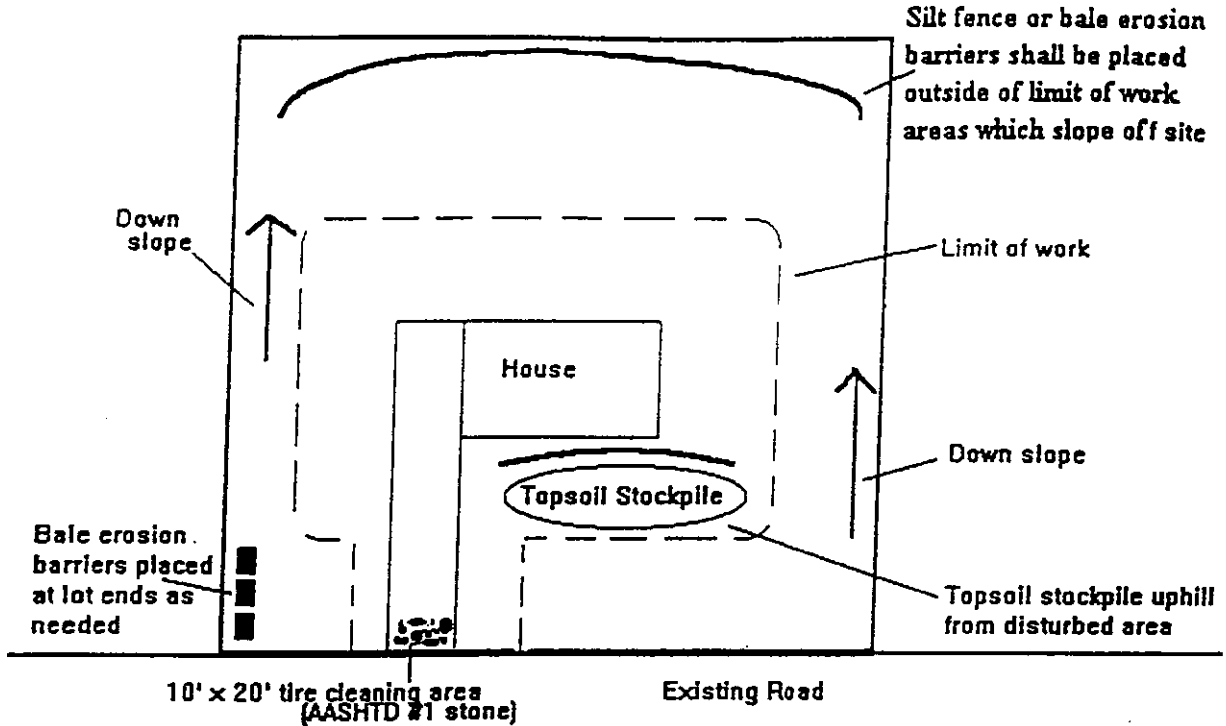 Silt fence or bale erosion
barriers shall be placed
outside of limit of work
areas which slope off site
Down
slope
Limit of work
House
Down slope
Topsoil Stockpile
Bale erosion.
barriers placed
at lot ends as
needed
Topsoil stockpile uphill
from disturbed area
10' x 20' tire cleaning area
(AASHTD #1 stone)
Existing Road